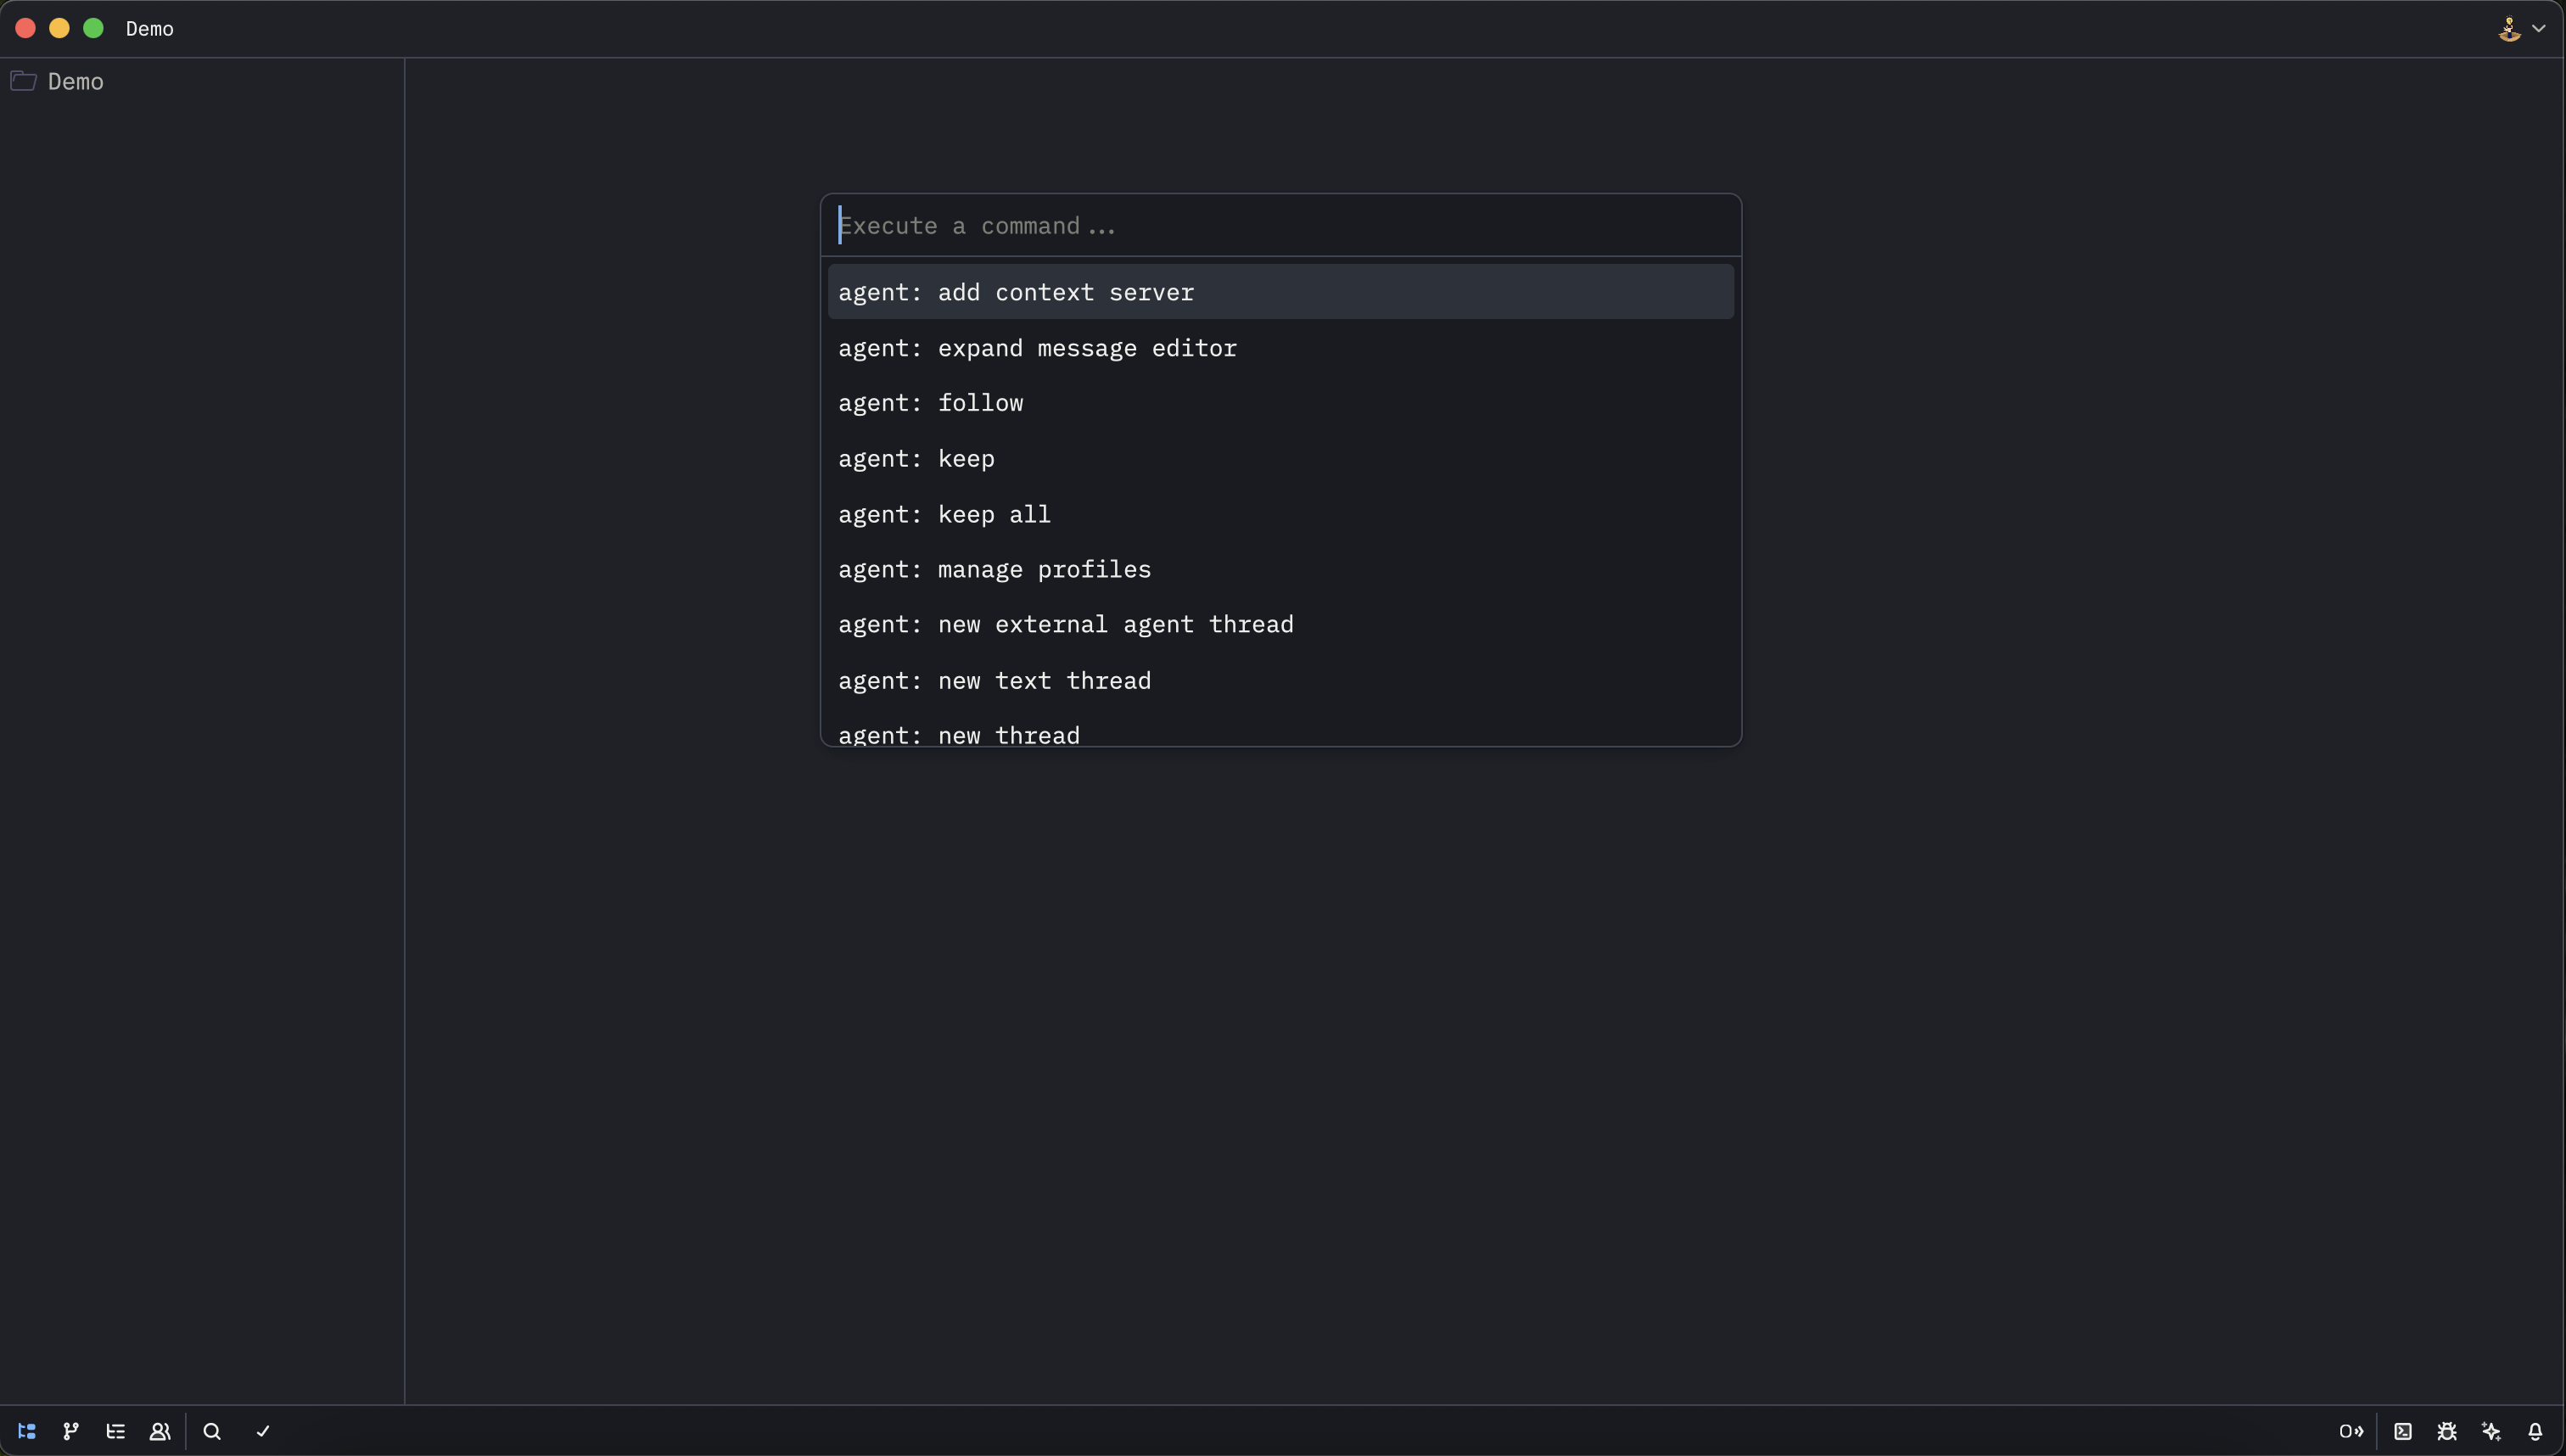 Demo
Demo
Execute a command...
agent: add context server
agent: expand message editor
agent: follow
agent: keep
agent: keep all
agent: manage profiles
agent: new external agent thread
agent: new text thread
agent: new thread